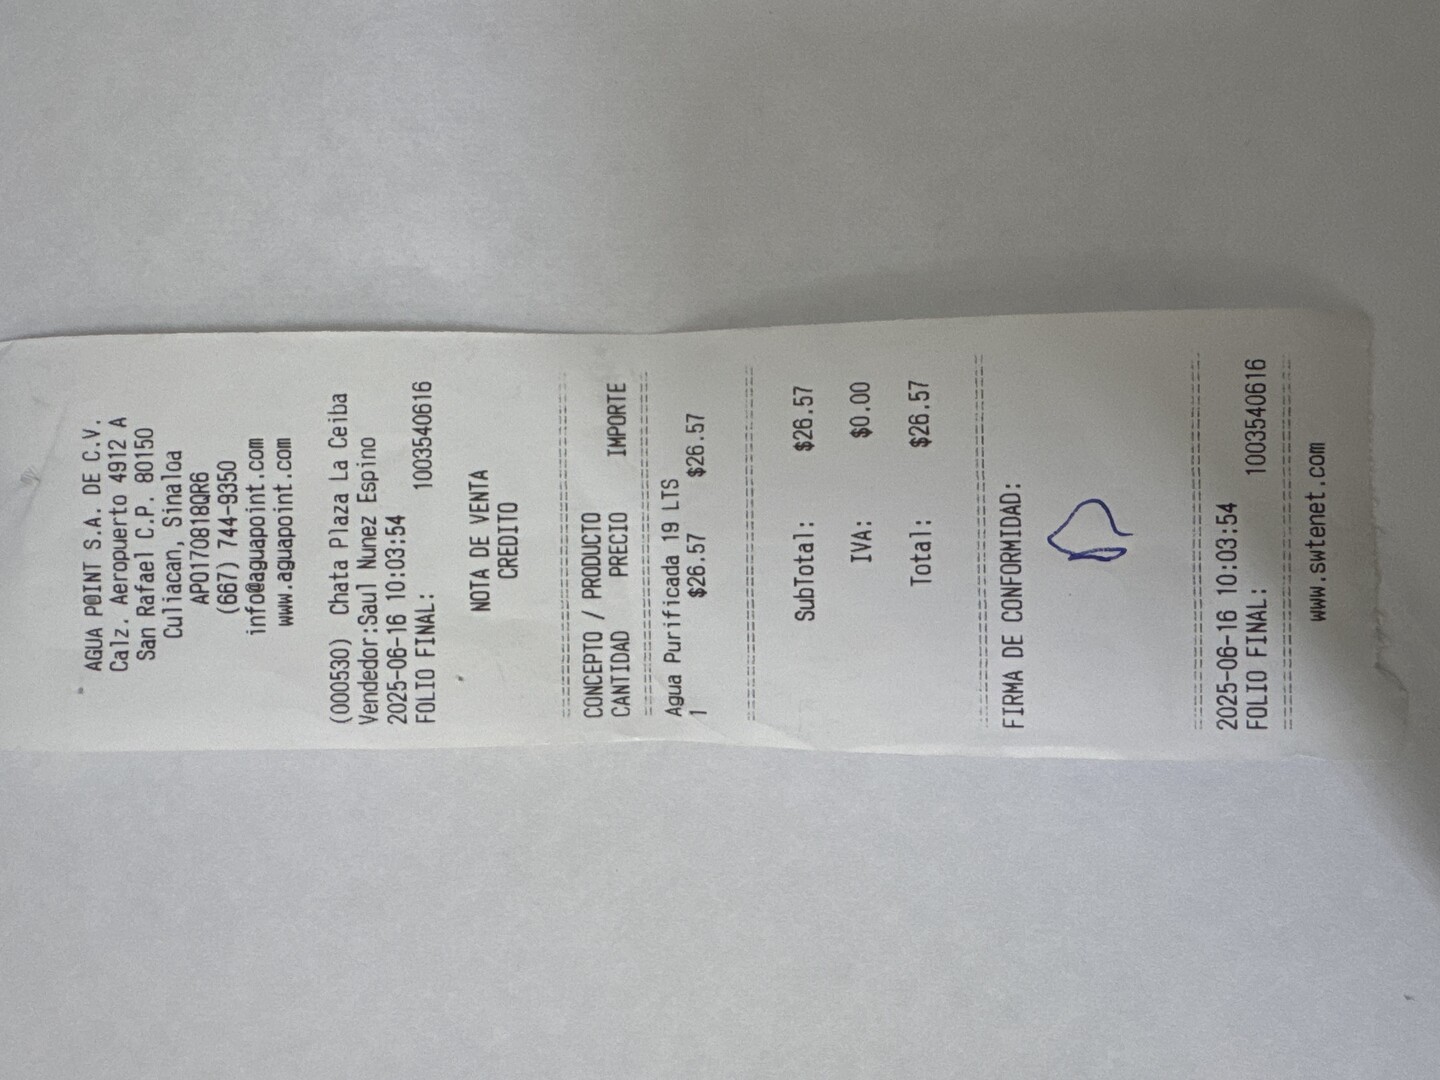 AGUA POINT S.A. DE C.V.
Calz. Aeropuerto 4912 A
San Rafael C.P. 80150
Culiacan, Sinaloa
APO170818QR6
(667) 744-9350
info@aguapoint.com
www.aguapoint.com
(000530) Chata Plaza La Ceiba
Vendedor:Saul Nunez Espino
2025-06-16 10:03:54
FOLIO FINAL: 1003540616
NOTA DE VENTA
CREDITO
CONCEPTO / PRODUCTO
CANTIDAD PRECIO IMPORTE
Agua Purificada 19 LTS
1 $26.57 $26.57
SubTotal: $26.57
IVA: $0.00
Total: $26.57
FIRMA DE CONFORMIDAD:
2025-06-16 10:03:54
FOLIO FINAL: 1003540616
www.swtenet.com